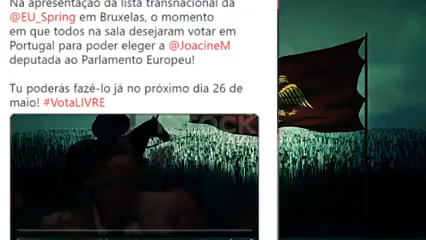 Na apresentação da lista transnacional da
@EU_Spring em Bruxelas, o momento
em que todos na sala desejaram votar em
Portugal para poder eleger a @JoacineM
deputada ao Parlamento Europeu!
Tu poderás fazê-lo já no próximo dia 26 de
maio! #VotaLIVRE